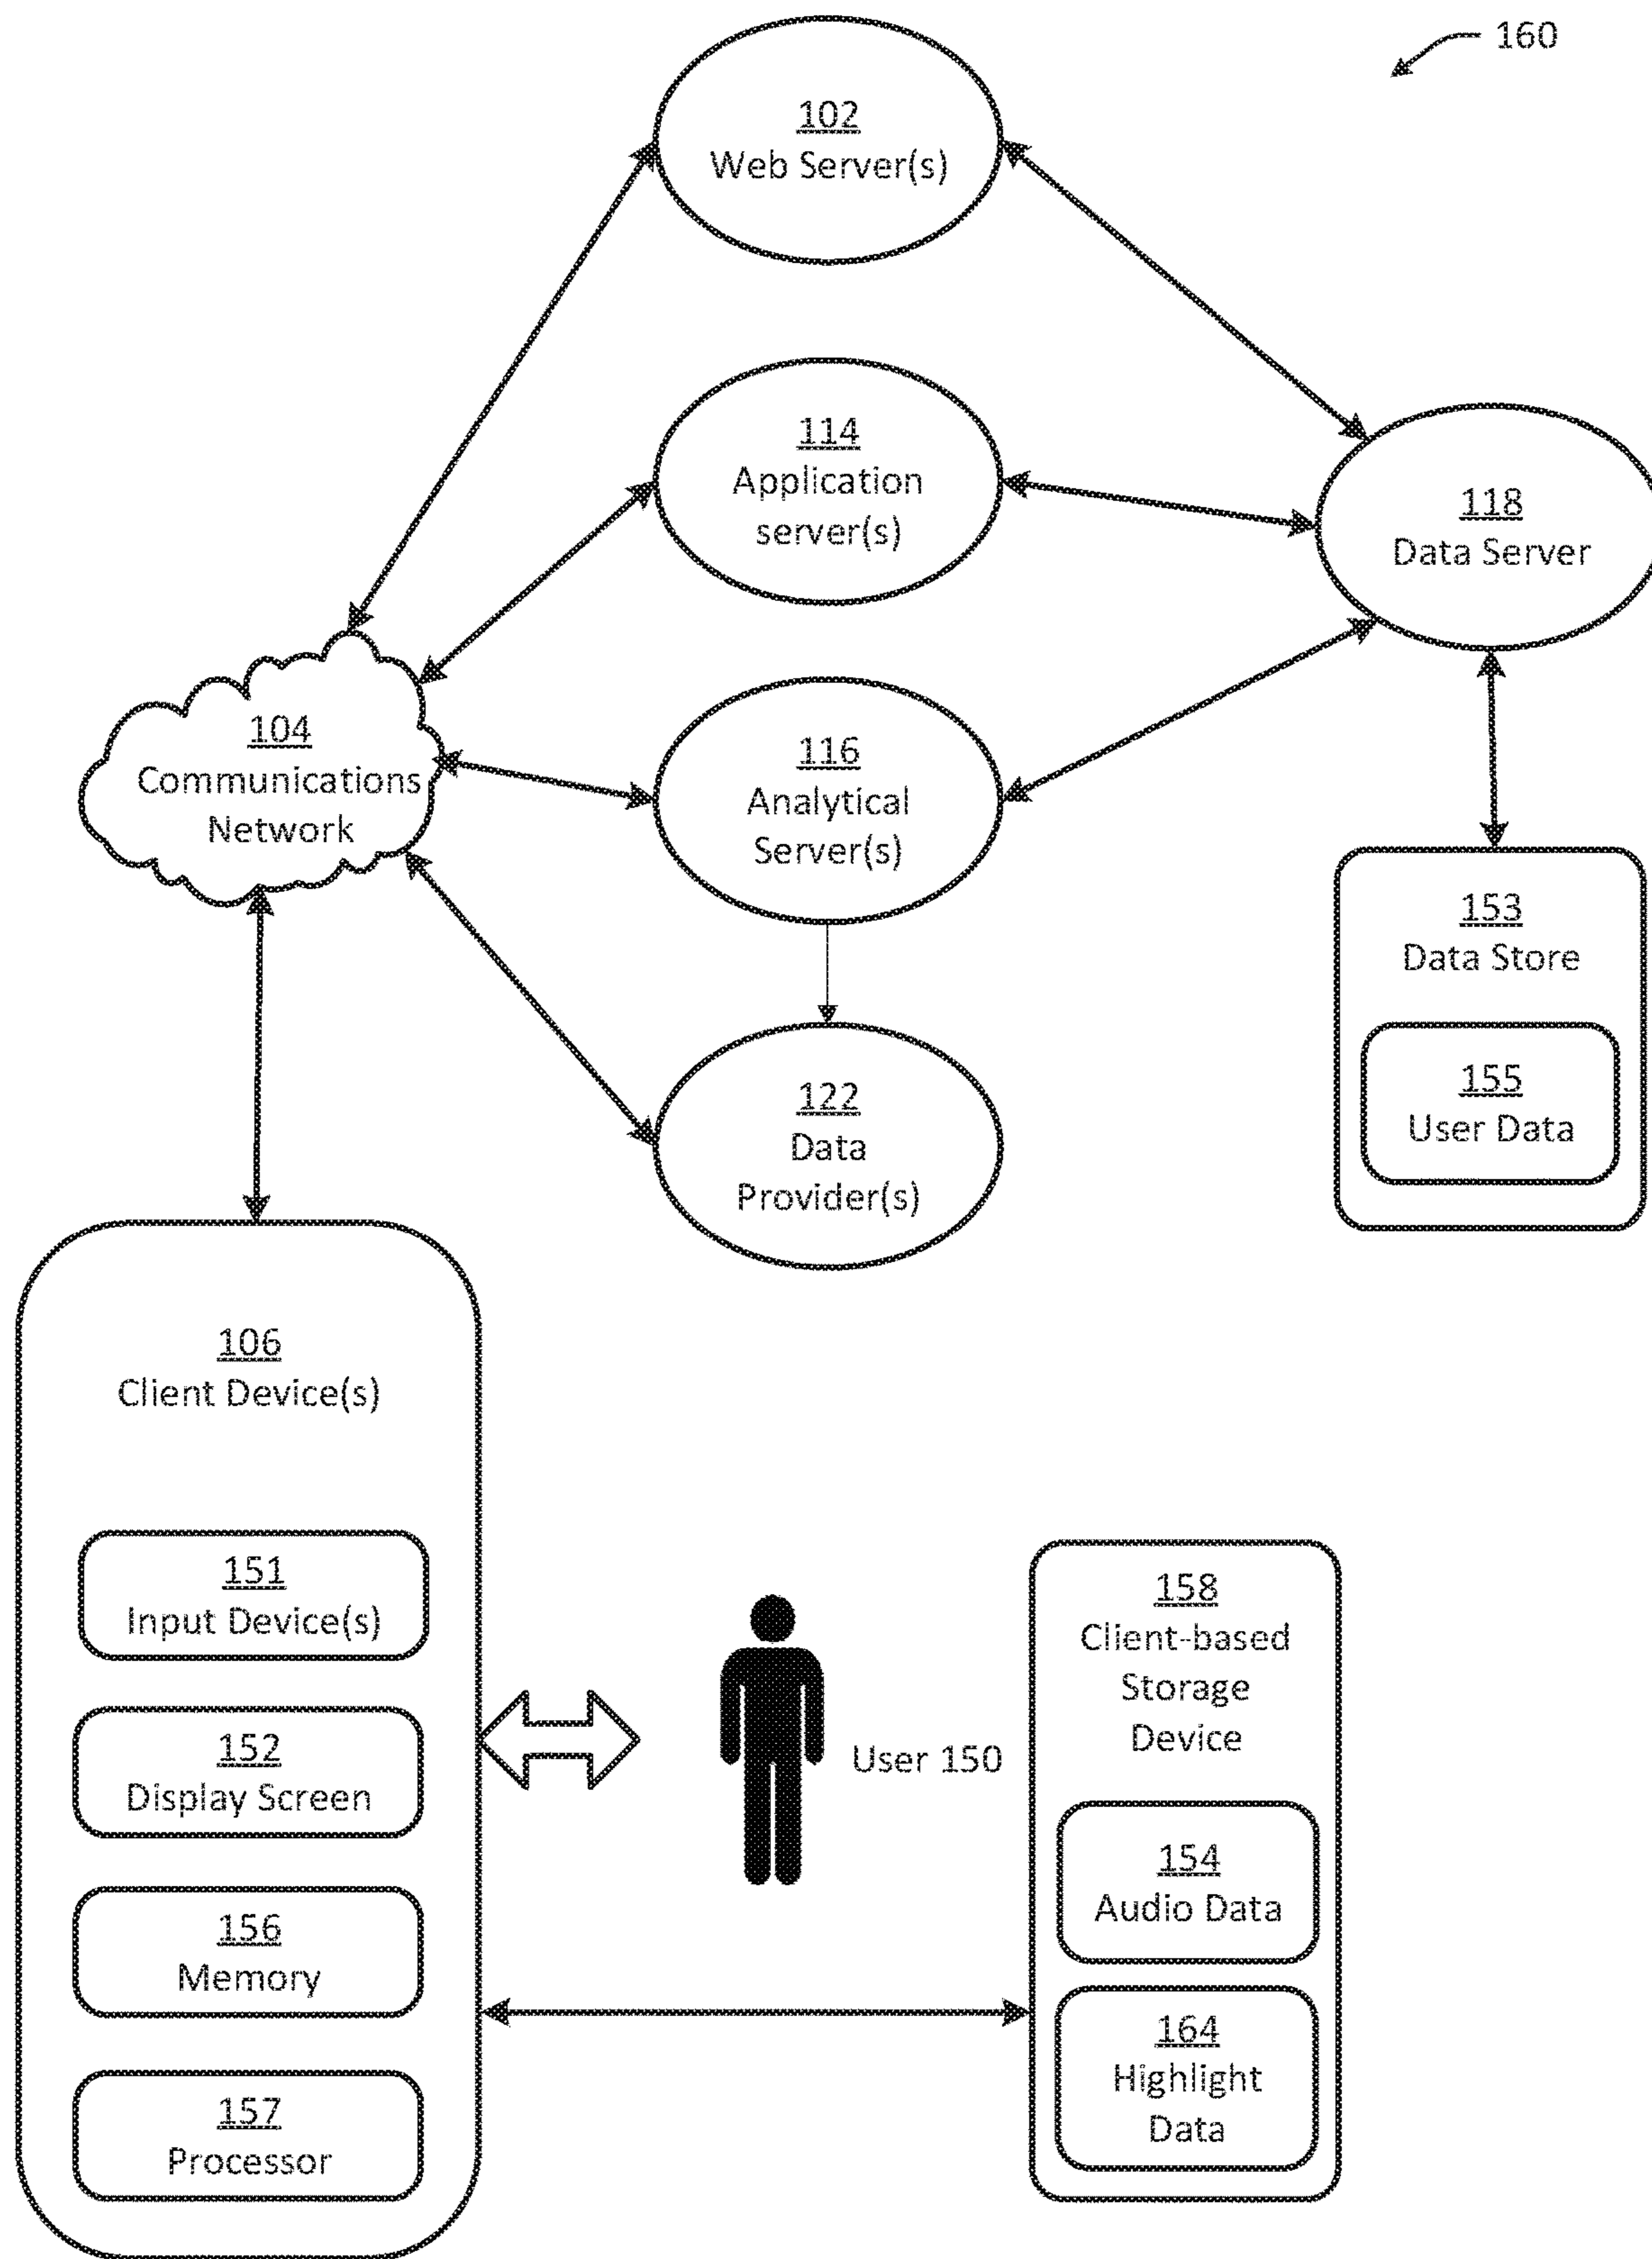 160
102
Web Server(s)
114
Application
server(s)
118
Data Server
104
Communications
Network
116
Analytical
Server(s)
153
Data Store
155
User Data
122
Data
Provider(s)
106
Client Device(s)
151
Input Device(s)
152
Display Screen
156
Memory
157
Processor
User 150
158
Client-based
Storage
Device
154
Audio Data
164
Highlight
Data